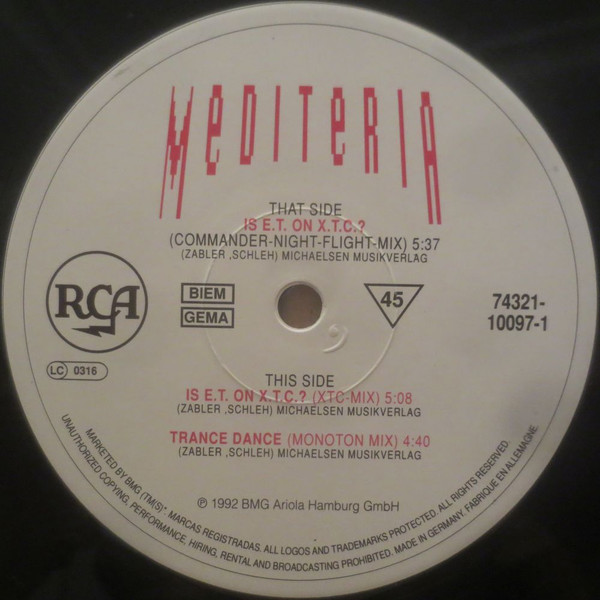 MEDITERIA
THAT SIDE
IS E.T. ON X.T.C.?
(COMMANDER-NIGHT-FLIGHT-MIX) 5:37
(ZABLER ,SCHLEH) MICHAELSEN MUSIKVERLAG
RCA
BIEM
GEMA
45
74321-
10097-1
LC 0316
THIS SIDE
IS E.T. ON X.T.C.? (XTC-MIX) 5:08
(ZABLER ,SCHLEH) MICHAELSEN MUSIKVERLAG
TRANCE DANCE (MONOTON MIX) 4:40
(ZABLER ,SCHLEH) MICHAELSEN MUSIKVERLAG
℗ 1992 BMG Ariola Hamburg GmbH
MARKETED BY BMG (TM(S)": MARCAS REGISTRADAS. ALL LOGOS AND TRADEMARKS PROTECTED. ALL RIGHTS RESERVED.
UNAUTHORIZED COPYING, PERFORMANCE, HIRING, RENTAL AND BROADCASTING PROHIBITED. MADE IN GERMANY. FABRIQUE EN ALLEMAGNE.